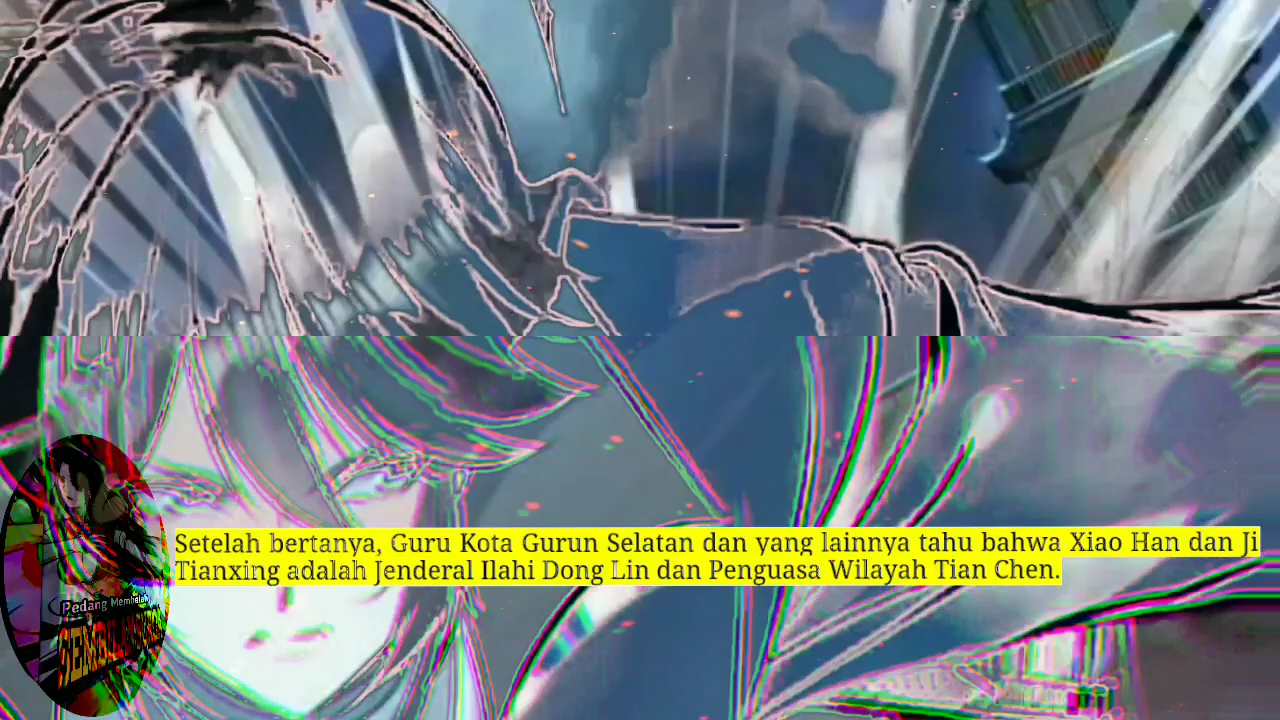 Setelah bertanya, Guru Kota Gurun Selatan dan yang lainnya tahu bahwa Xiao Han dan Ji
Tianxing adalah Jenderal Ilahi Dong Lin dan Penguasa Wilayah Tian Chen.
Pedang Membelah